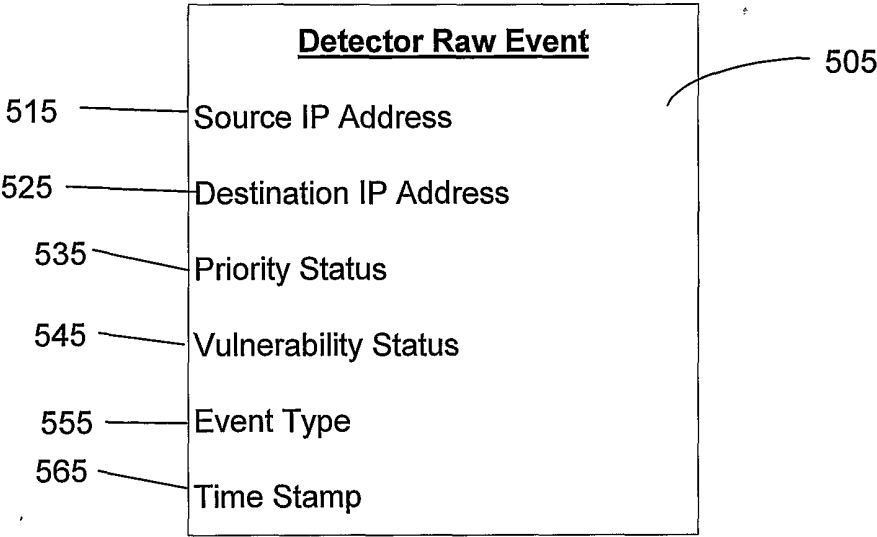 Detector Raw Event
505
515 Source IP Address
525 Destination IP Address
535 Priority Status
545 Vulnerability Status
555 Event Type
565 Time Stamp